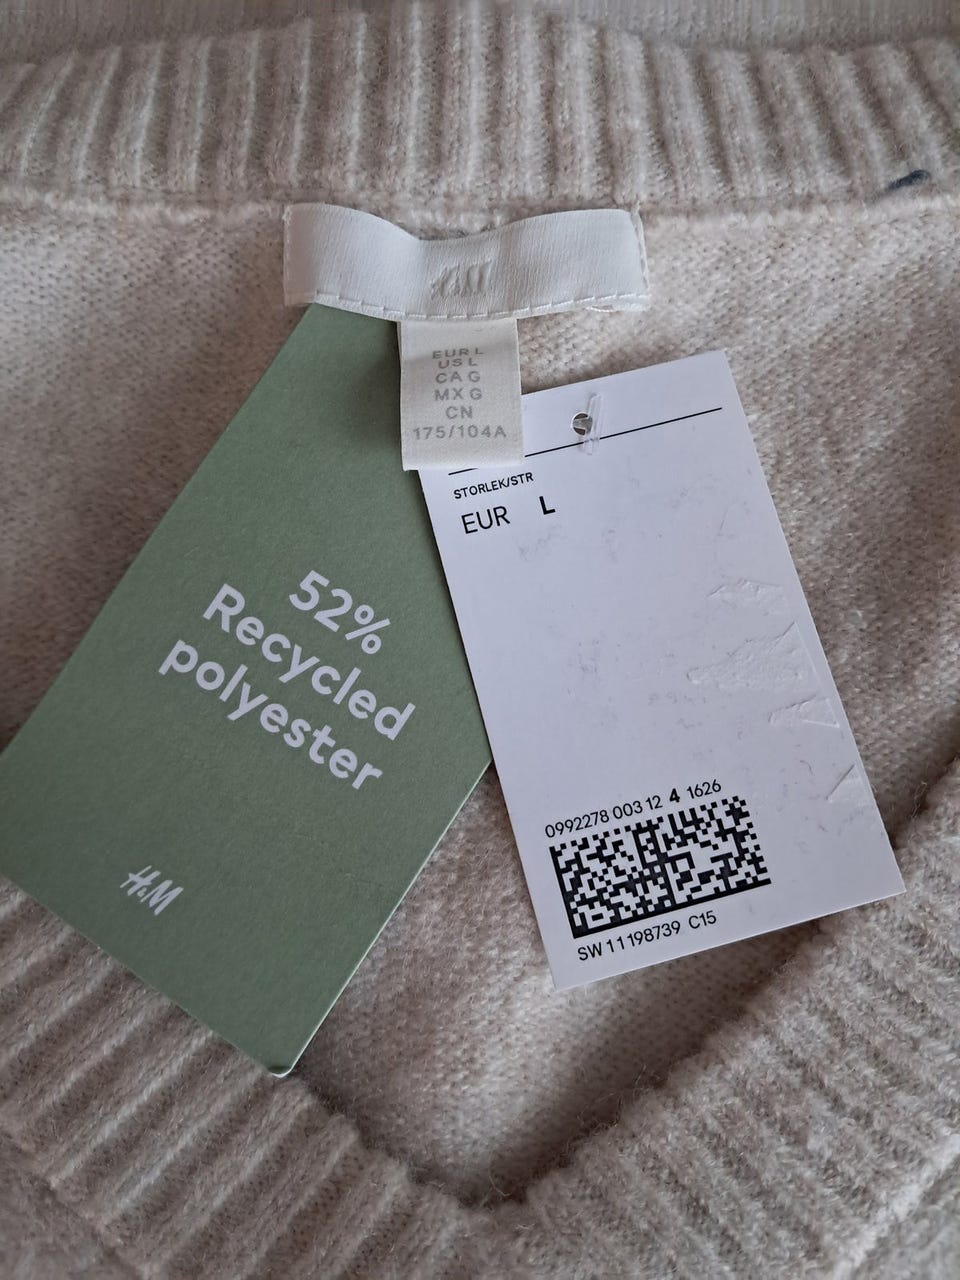 H&M
EUR L
US L
CA G
MX G
CN
175/104A
STORLEK/STR
EUR L
52%
Recycled
polyester
H&M
0992278 003 12 4 1626
SW 11198739 C15